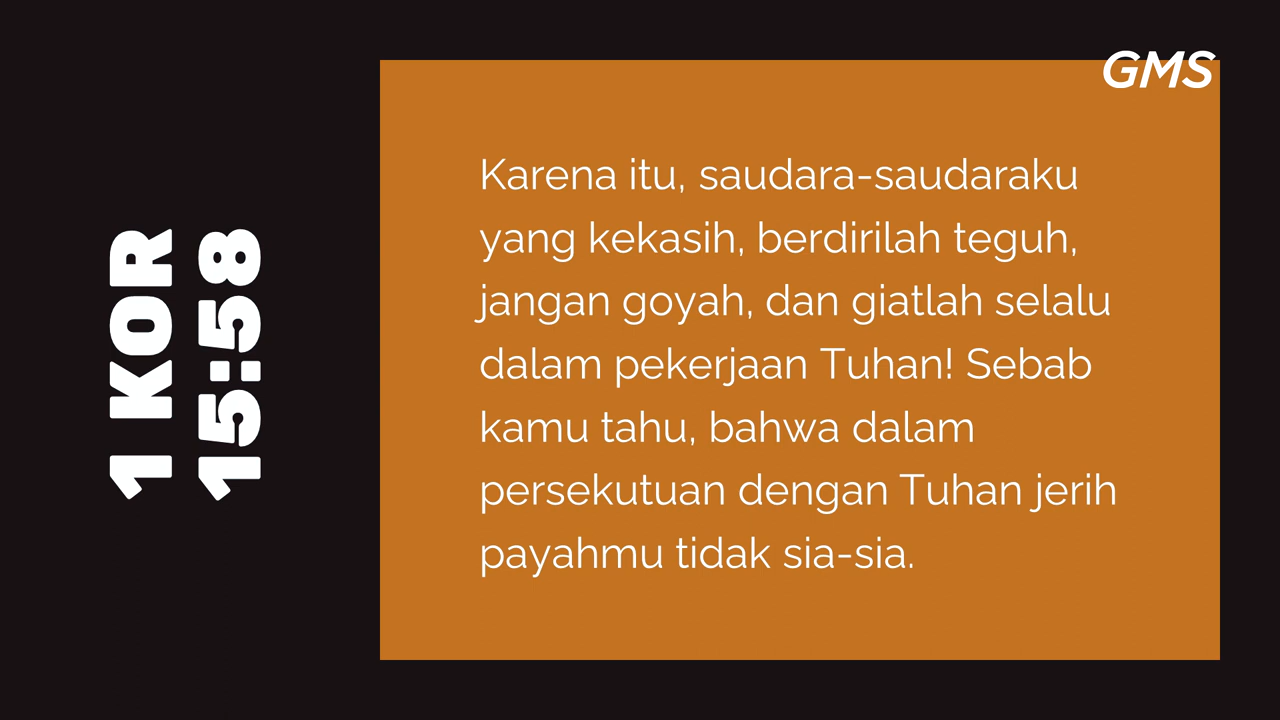 1 KOR
15:58
GMS
Karena itu, saudara-saudaraku
yang kekasih, berdirilah teguh,
jangan goyah, dan giatlah selalu
dalam pekerjaan Tuhan! Sebab
kamu tahu, bahwa dalam
persekutuan dengan Tuhan jerih
payahmu tidak sia-sia.